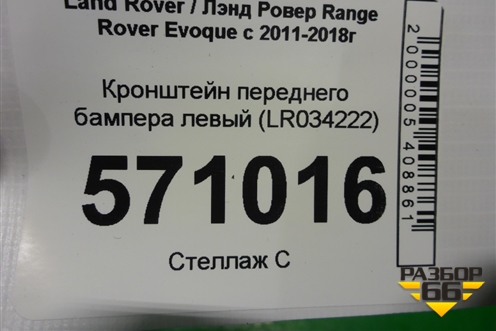 Land Rover / Лэнд Ровер Range
Rover Evoque с 2011-2018г
Кронштейн переднего
бампера левый (LR034222)
571016
Стеллаж С
2000005408861
РАЗБОР
66